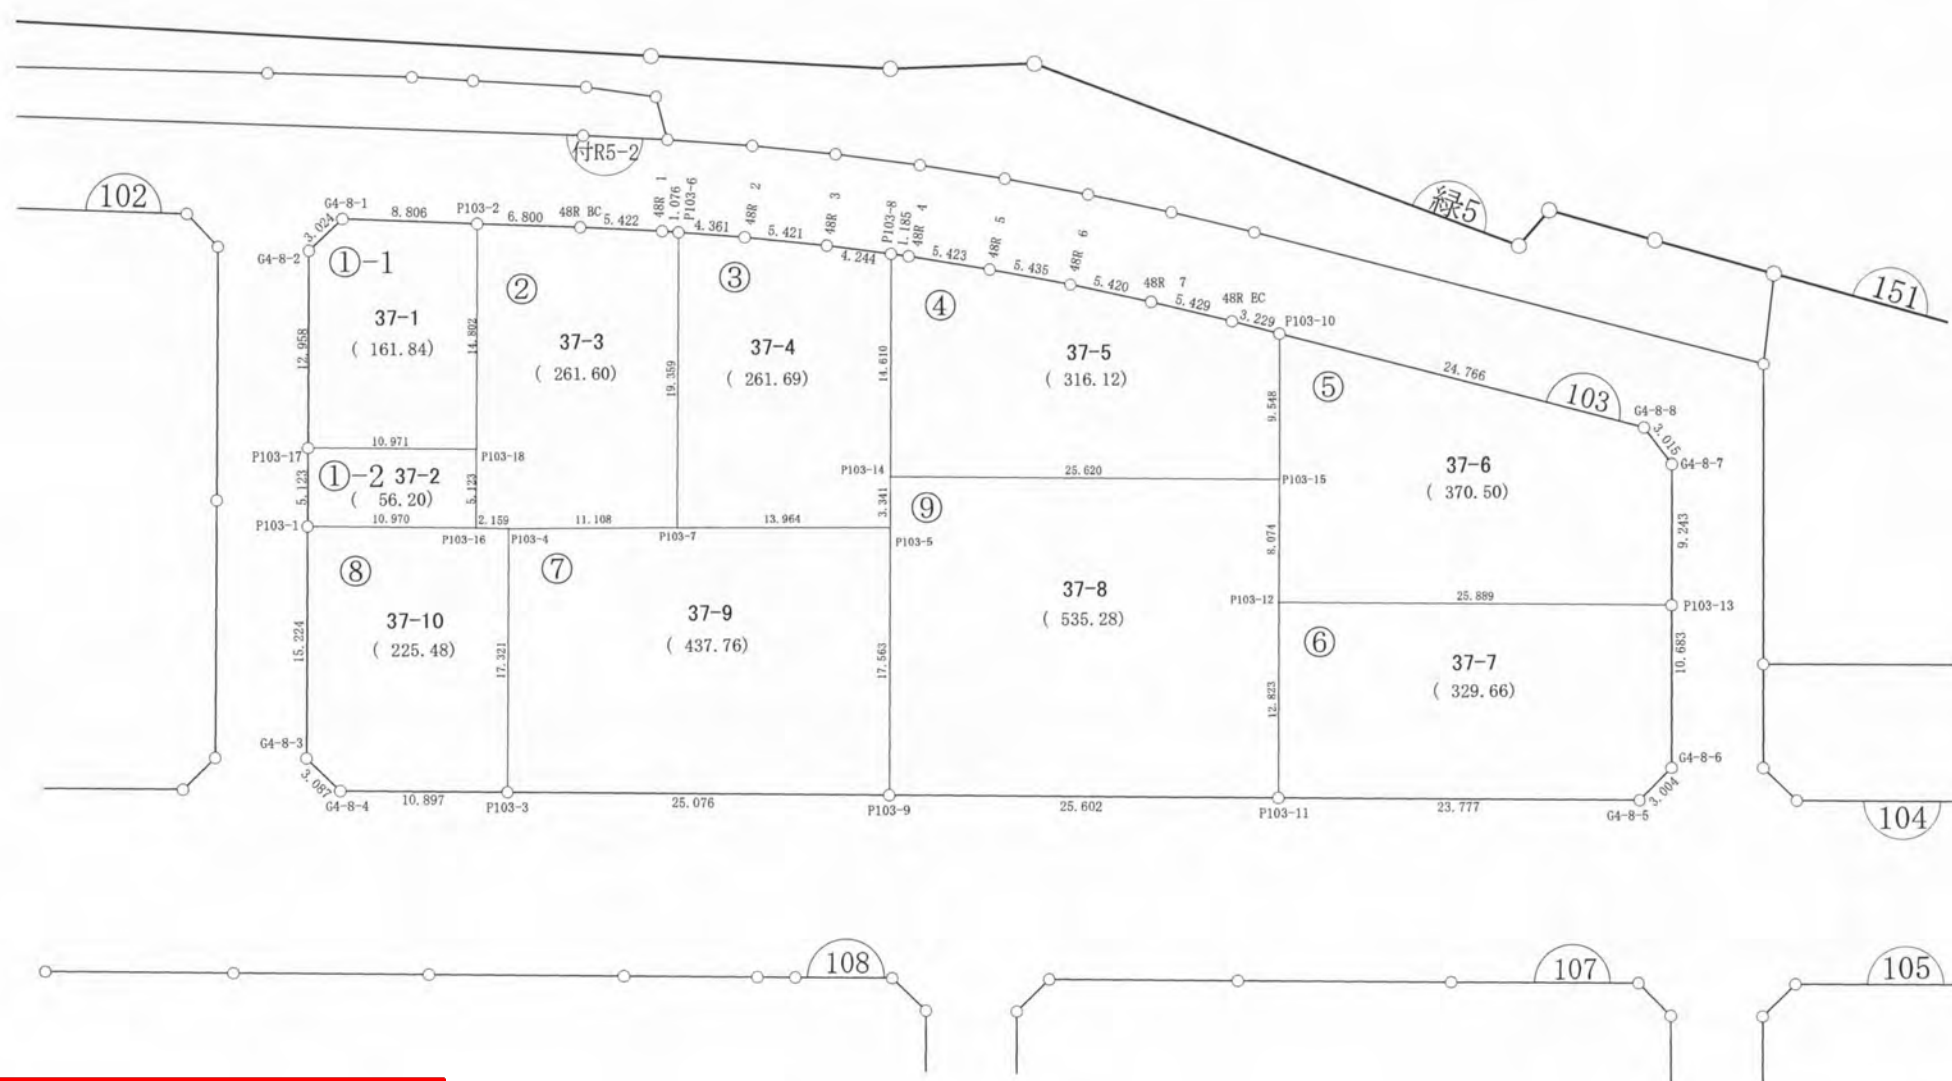 付R5-2
102
緑5
151
G4-8-1
8.806
P103-2
6.800
48R BC
5.422
48R 1
1.076
P103-6
4.361
48R 2
5.421
48R 3
4.244
P103-8
1.185
48R 4
5.423
48R 5
5.435
48R 6
5.420
48R 7
5.429
48R EC
3.229
P103-10
24.766
103
G4-8-8
3.015
G4-8-7
3.024
G4-8-2
①-1
37-1
( 161.84)
12.958
14.802
②
37-3
( 261.60)
19.359
③
37-4
( 261.69)
14.610
④
37-5
( 316.12)
9.548
⑤
37-6
( 370.50)
9.243
P103-17
10.971
P103-18
①-2 37-2
( 56.20)
5.123
5.123
P103-14
25.620
P103-15
3.341
⑨
8.074
P103-1
10.970
2.159
11.108
13.964
P103-16
P103-4
P103-7
P103-5
⑧
37-10
( 225.48)
15.224
17.321
⑦
37-9
( 437.76)
17.563
37-8
( 535.28)
P103-12
25.889
P103-13
⑥
37-7
( 329.66)
12.823
10.683
G4-8-3
3.087
G4-8-4
10.897
P103-3
25.076
P103-9
25.602
P103-11
23.777
G4-8-5
3.004
G4-8-6
104
108
107
105